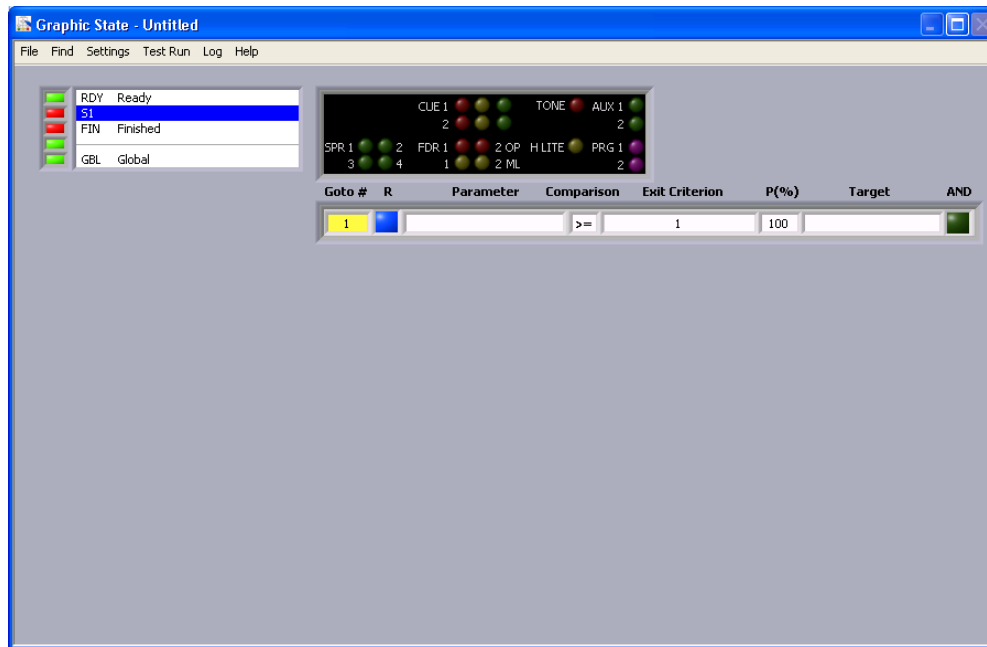 Graphic State - Untitled
File Find Settings Test Run Log Help
RDY Ready
S1
FIN Finished
GBL Global
CUE 1 TONE AUX 1
2 2
SPR 1 2 FDR 1 2 OP H LITE PRG 1
3 4 1 2 ML 2
Goto # R Parameter Comparison Exit Criterion P(%) Target AND
1 >= 1 100